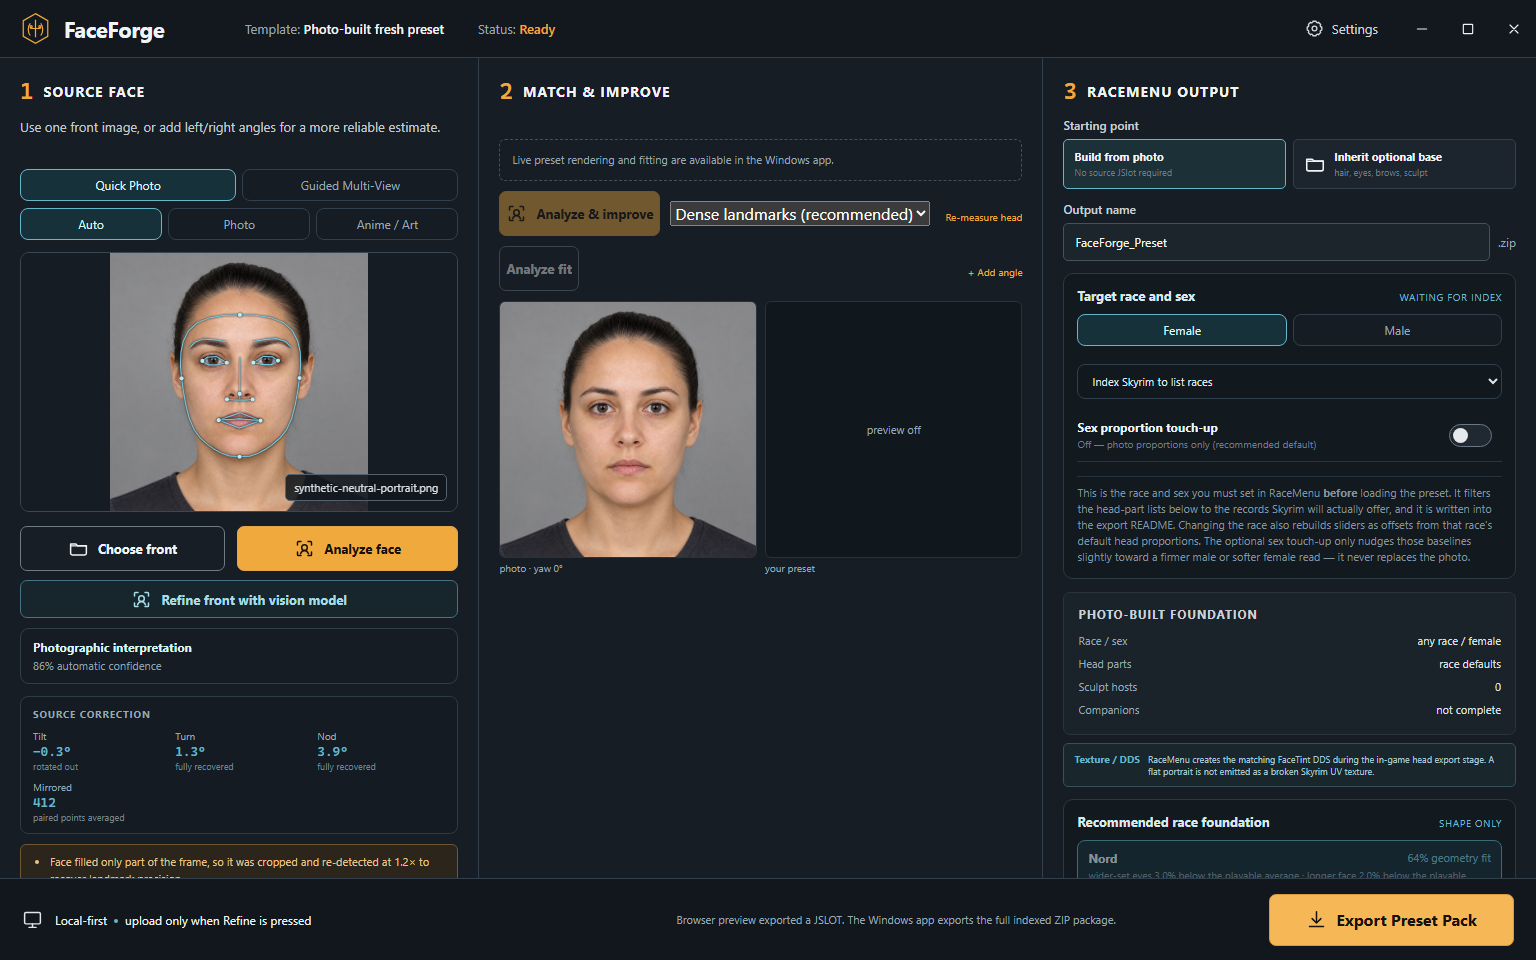 FaceForge
Template: Photo-built fresh preset
Status: Ready
Settings
1 SOURCE FACE
Use one front image, or add left/right angles for a more reliable estimate.
Quick Photo
Guided Multi-View
Auto
Photo
Anime / Art
synthetic-neutral-portrait.png
Choose front
Analyze face
Refine front with vision model
Photographic interpretation
86% automatic confidence
SOURCE CORRECTION
Tilt
−0.3°
rotated out
Turn
1.3°
fully recovered
Nod
3.9°
fully recovered
Mirrored
412
paired points averaged
• Face filled only part of the frame, so it was cropped and re-detected at 1.2× to
2 MATCH & IMPROVE
Live preset rendering and fitting are available in the Windows app.
Analyze & improve
Dense landmarks (recommended)
Re-measure head
Analyze fit
+ Add angle
preview off
photo · yaw 0°
your preset
3 RACEMENU OUTPUT
Starting point
Build from photo
No source JSlot required
Inherit optional base
hair, eyes, brows, sculpt
Output name
FaceForge_Preset
.zip
Target race and sex
WAITING FOR INDEX
Female
Male
Index Skyrim to list races
Sex proportion touch-up
Off — photo proportions only (recommended default)
This is the race and sex you must set in RaceMenu before loading the preset. It filters
the head-part lists below to the records Skyrim will actually offer, and it is written into
the export README. Changing the race also rebuilds sliders as offsets from that race's
default head proportions. The optional sex touch-up only nudges those baselines
slightly toward a firmer male or softer female read — it never replaces the photo.
PHOTO-BUILT FOUNDATION
Race / sex
any race / female
Head parts
race defaults
Sculpt hosts
0
Companions
not complete
Texture / DDS
RaceMenu creates the matching FaceTint DDS during the in-game head export stage. A
flat portrait is not emitted as a broken Skyrim UV texture.
Recommended race foundation
SHAPE ONLY
Nord
64% geometry fit
wider-set eyes 3.0% below the playable average · longer face 2.0% below the playable
Local-first • upload only when Refine is pressed
Browser preview exported a JSLOT. The Windows app exports the full indexed ZIP package.
Export Preset Pack